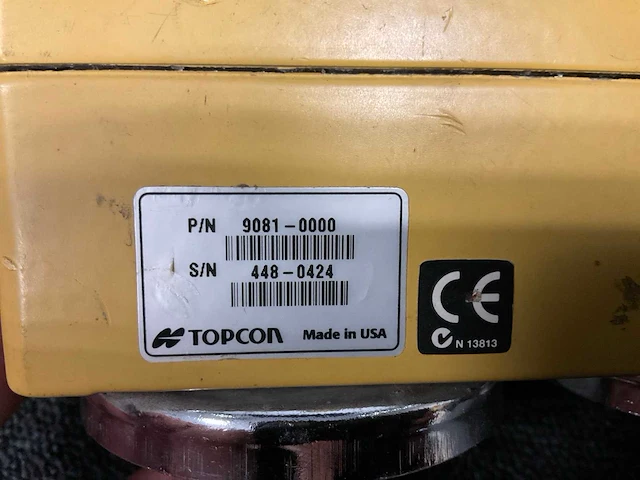 P/N 9081-0000
S/N 448-0424
TOPCON Made in USA
CE
N 13813